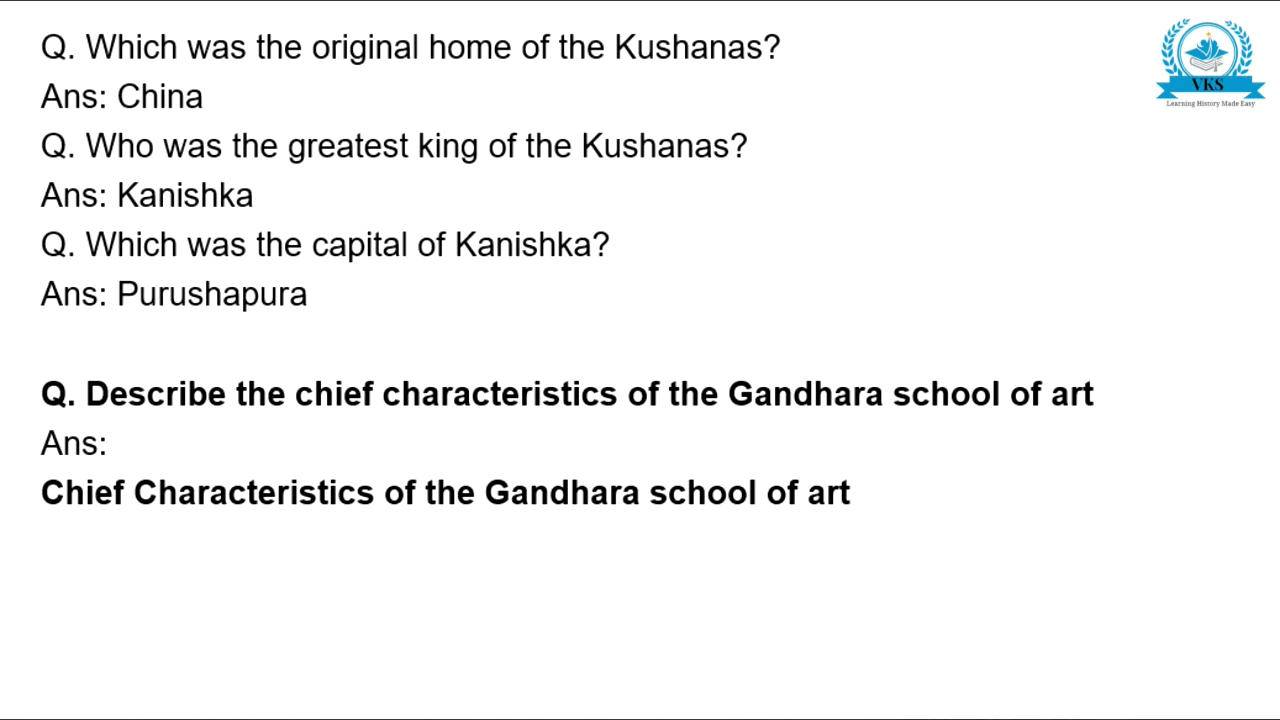 Q. Which was the original home of the Kushanas?
Ans: China
Q. Who was the greatest king of the Kushanas?
Ans: Kanishka
Q. Which was the capital of Kanishka?
Ans: Purushapura
Q. Describe the chief characteristics of the Gandhara school of art
Ans:
Chief Characteristics of the Gandhara school of art
VKS
Learning History Made Easy